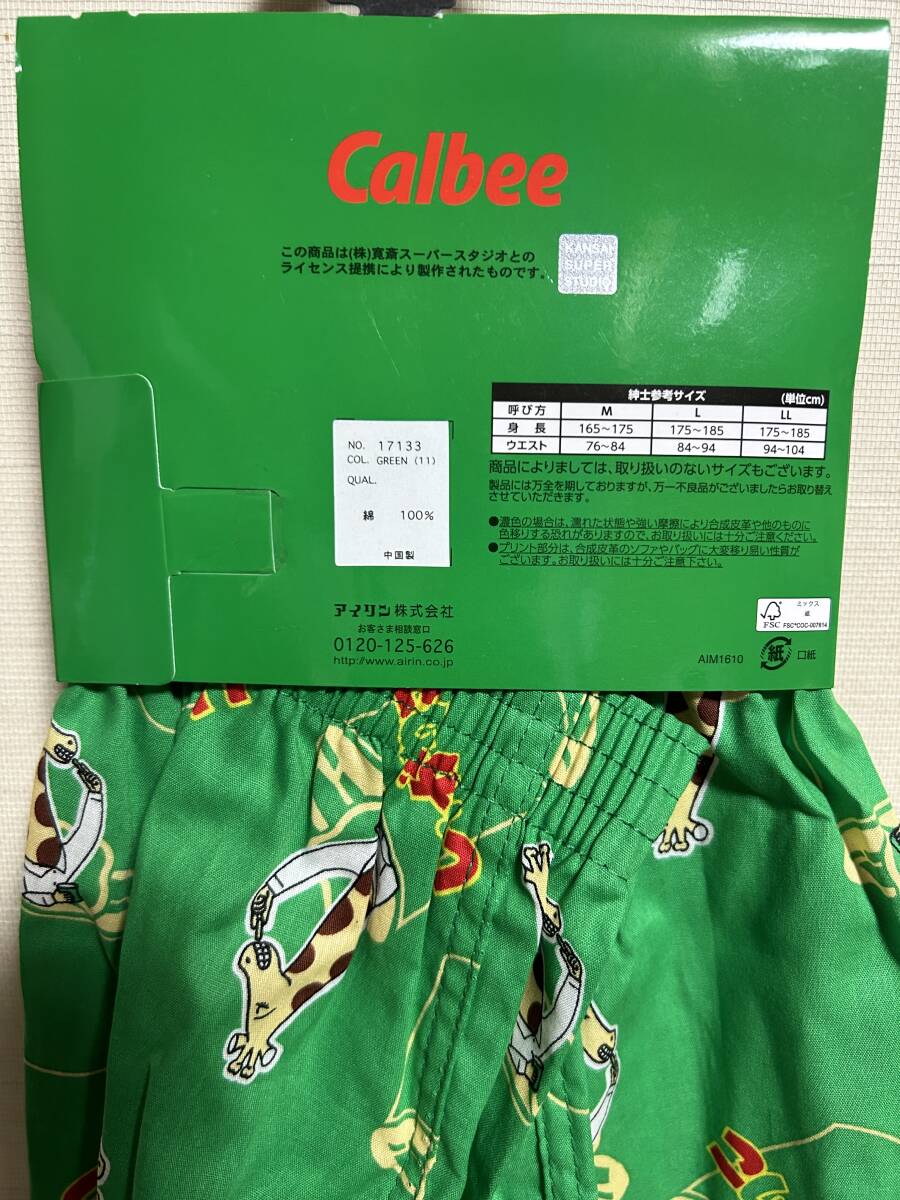 Calbee
この商品は(株)寛斎スーパースタジオとの
ライセンス提携により製作されたものです。
KANSAI
SUPER
STUDIO
紳士参考サイズ (単位cm)
呼び方 M L LL
身長 165~175 175~185 175~185
ウエスト 76~84 84~94 94~104
商品によりましては、取り扱いのないサイズもございます。
製品には万全を期しておりますが、万一不良品がございましたらお取り替え
させていただきます。
●濃色の場合は、濡れた状態や強い摩擦により合成皮革や他のものに
色移りする恐れがありますので、お取り扱いには十分ご注意ください。
●プリント部分は、合成皮革のソファやバッグに大変移り易い性質が
ございます。お取り扱いには十分ご注意下さい。
NO. 17133
COL. GREEN (11)
QUAL.
綿 100%
中国製
アイリン株式会社
お客さま相談窓口
0120-125-626
http://www.airin.co.jp
ミックス
紙
FSC
FSC®COC-007814
AIM1610
紙 口紙